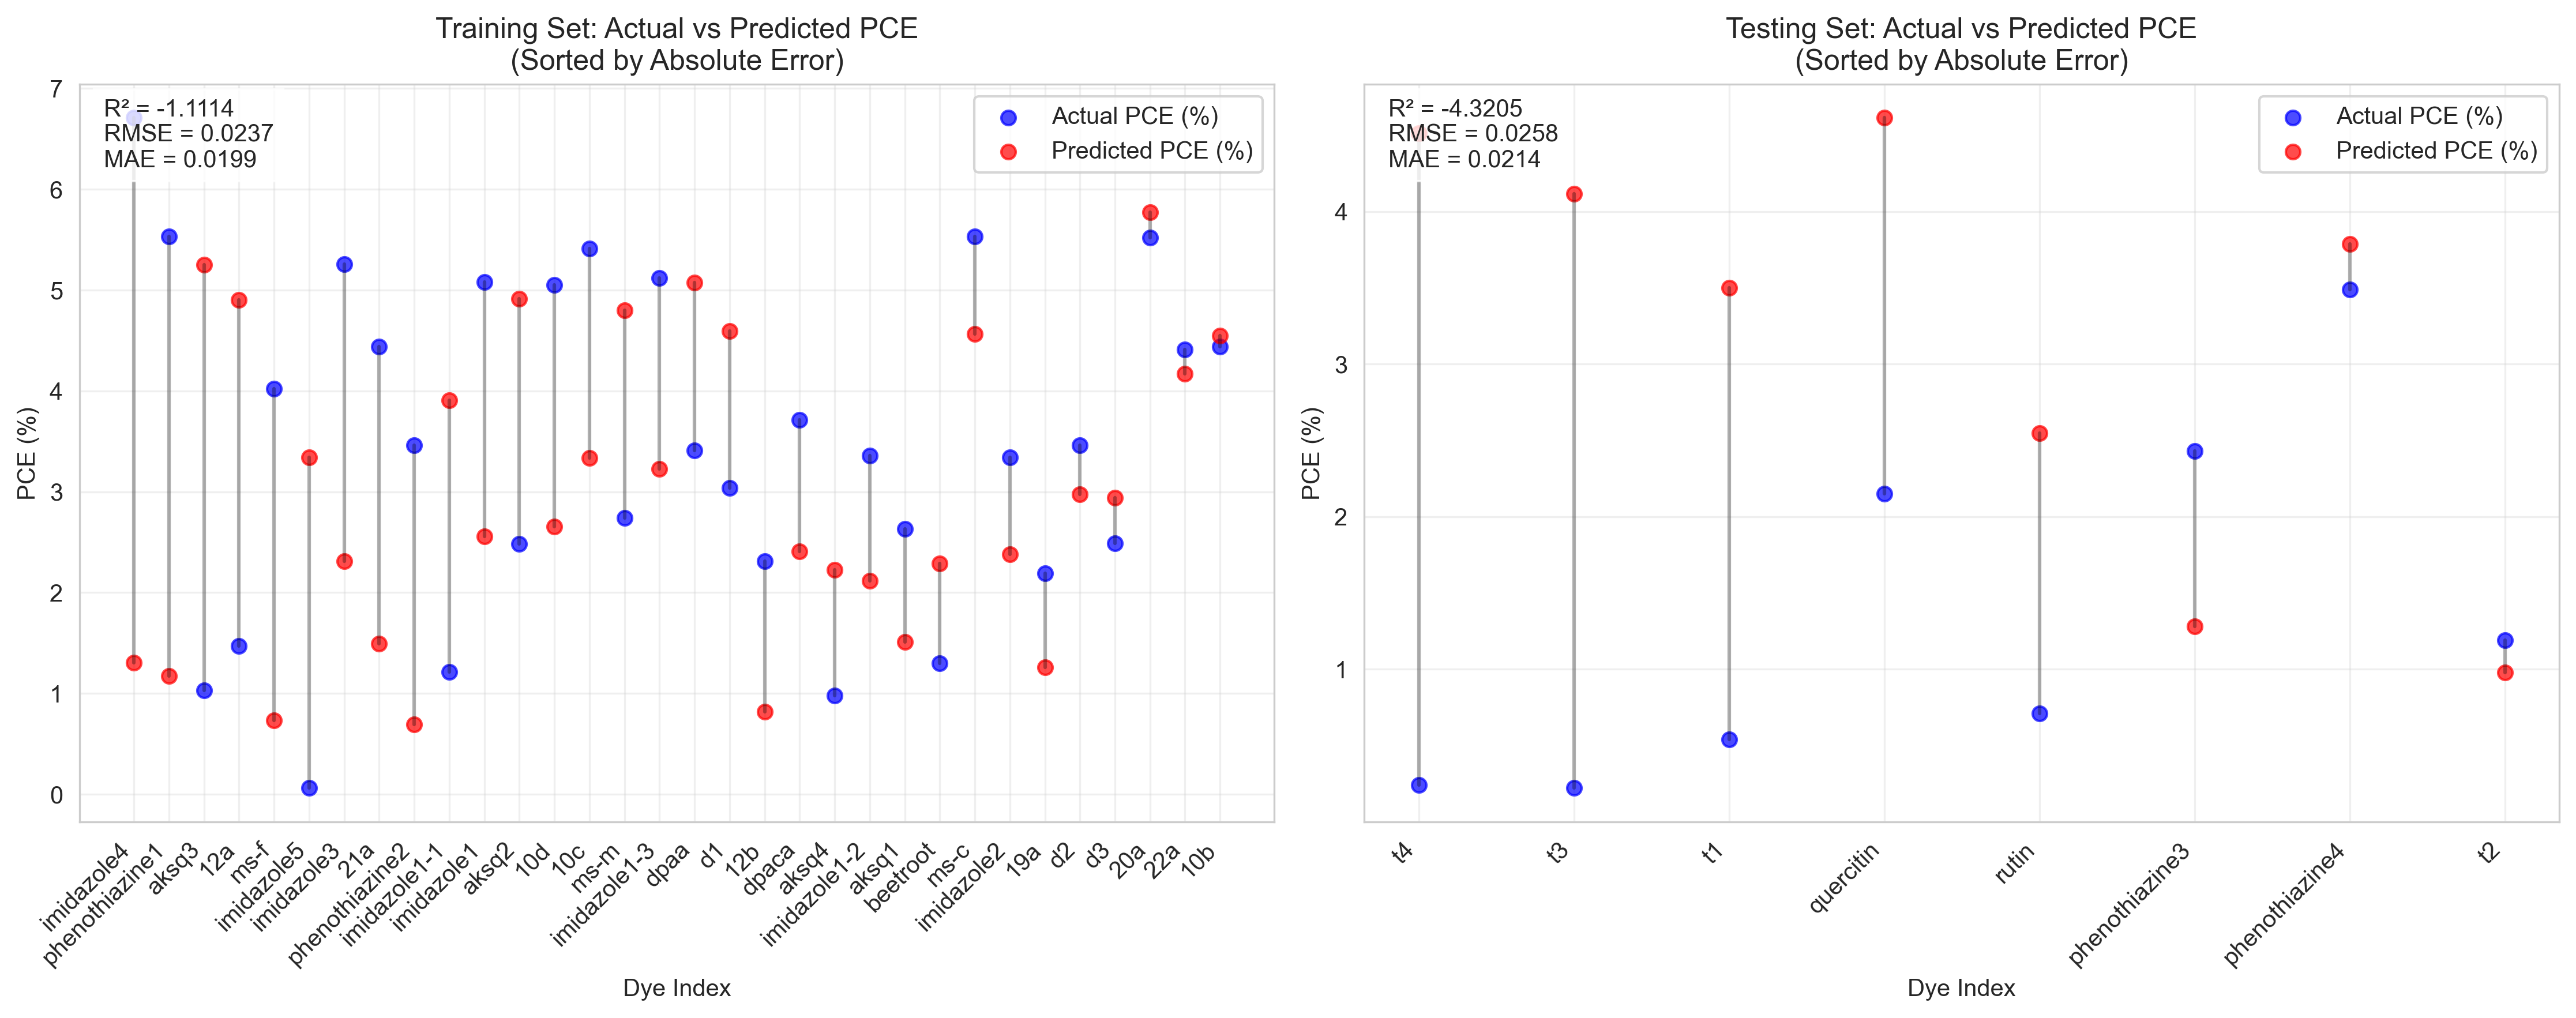 Training Set: Actual vs Predicted PCE
(Sorted by Absolute Error)
R² = -1.1114
RMSE = 0.0237
MAE = 0.0199
Actual PCE (%)
Predicted PCE (%)
PCE (%)
7
6
5
4
3
2
1
0
imidazole4
phenothiazine1
aksq3
12a
ms-f
imidazole5
imidazole3
21a
phenothiazine2
imidazole1-1
imidazole1
aksq2
10d
10c
ms-m
imidazole1-3
dpaa
d1
12b
dpaca
aksq4
imidazole1-2
aksq1
beetroot
ms-c
imidazole2
19a
d2
d3
20a
22a
10b
Dye Index
Testing Set: Actual vs Predicted PCE
(Sorted by Absolute Error)
R² = -4.3205
RMSE = 0.0258
MAE = 0.0214
Actual PCE (%)
Predicted PCE (%)
PCE (%)
4
3
2
1
t4
t3
t1
quercitin
rutin
phenothiazine3
phenothiazine4
t2
Dye Index